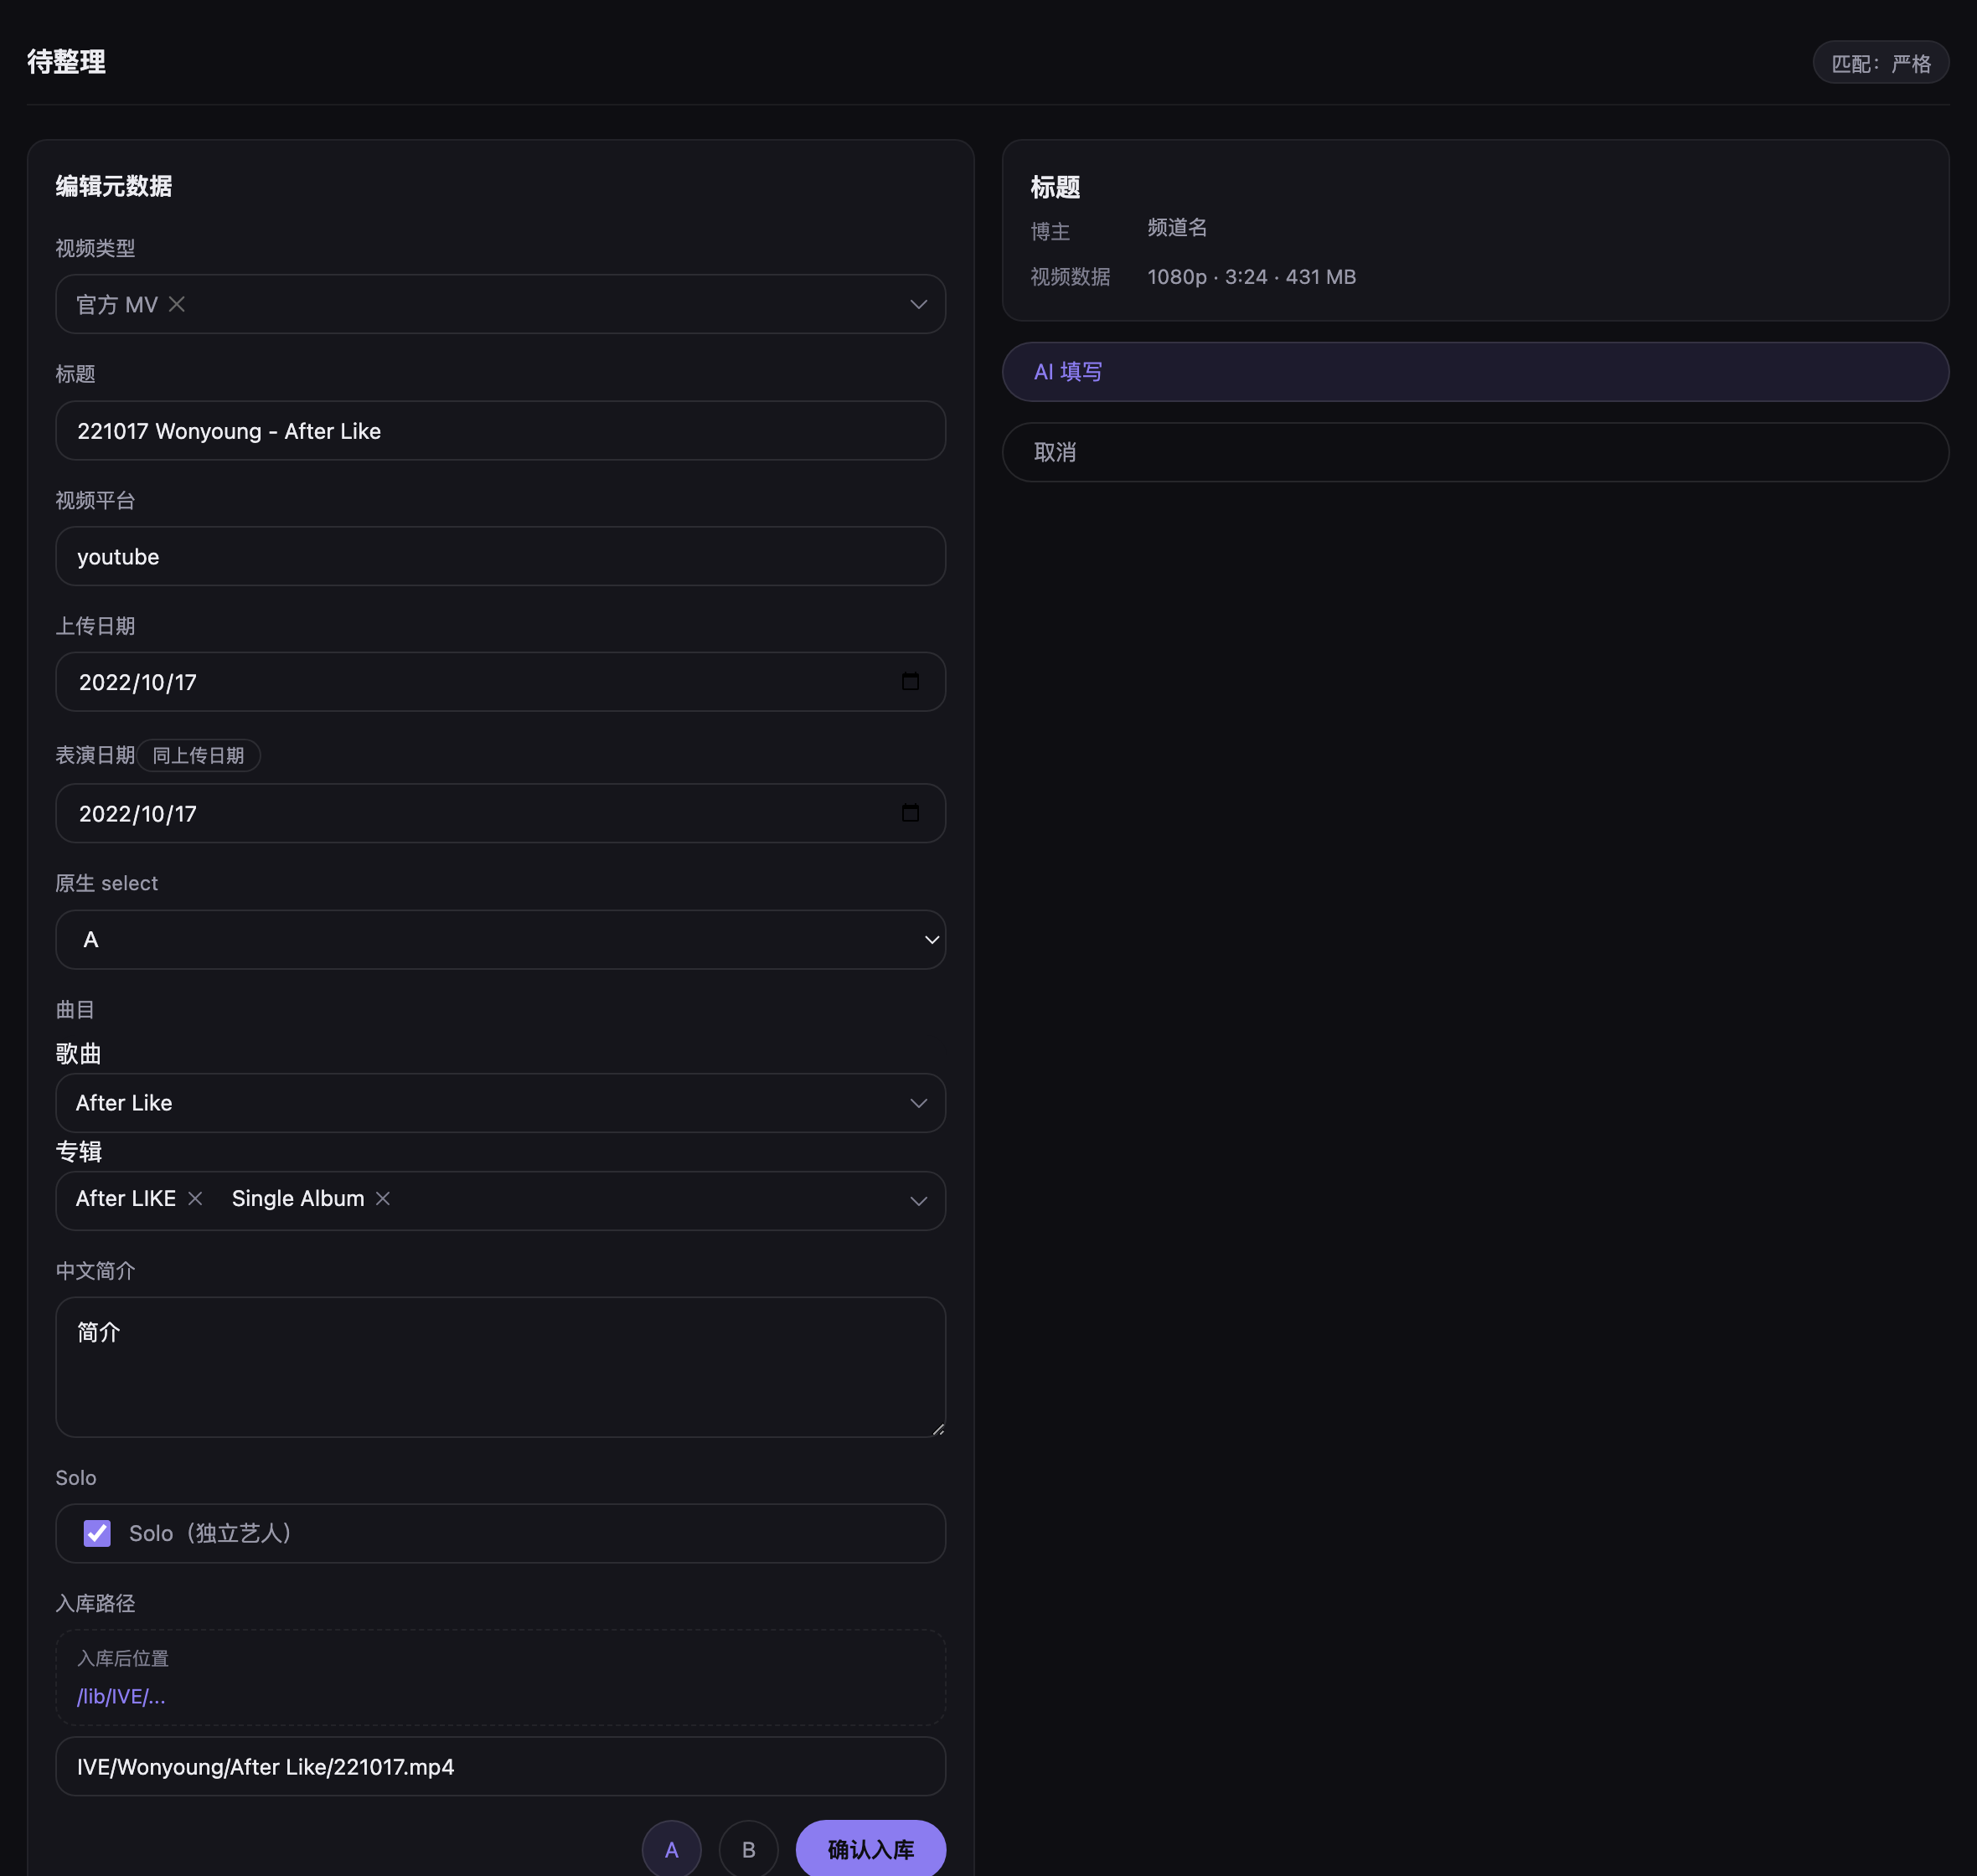 待整理
匹配：严格
编辑元数据
视频类型
官方 MV
标题
221017 Wonyoung - After Like
视频平台
youtube
上传日期
2022/10/17
表演日期 同上传日期
2022/10/17
原生 select
A
曲目
歌曲
After Like
专辑
After LIKE Single Album
中文简介
简介
Solo
Solo（独立艺人）
入库路径
入库后位置
/lib/IVE/...
IVE/Wonyoung/After Like/221017.mp4
A B 确认入库
标题
博主 频道名
视频数据 1080p · 3:24 · 431 MB
AI 填写
取消